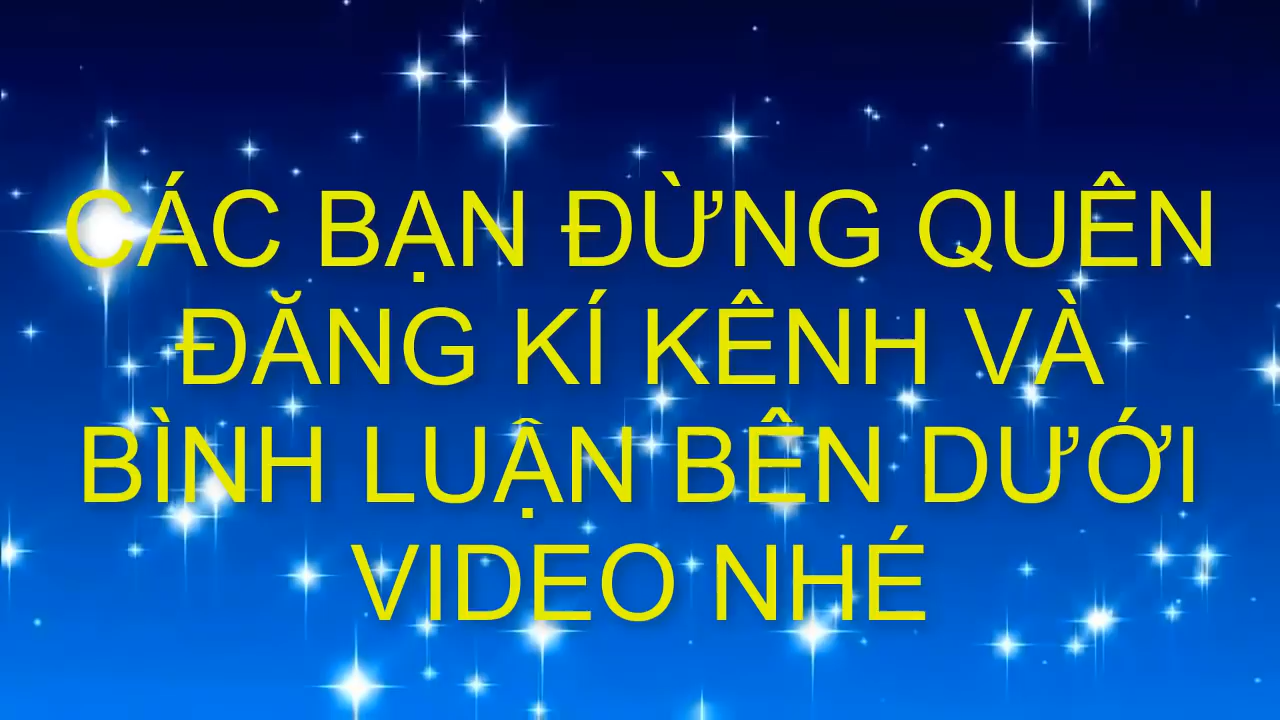 CÁC BẠN ĐỪNG QUÊN
ĐĂNG KÍ KÊNH VÀ
BÌNH LUẬN BÊN DƯỚI
VIDEO NHÉ